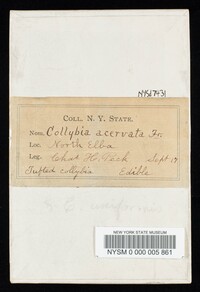 NYS67431
COLL. N. Y. STATE.
Name Collybia acervata Fr.
Loc. North Elba
Leg. Chas H. Peck Sept
Tufted collybia Edible
NEW YORK STATE MUSEUM
NYSM 0 000 005 861